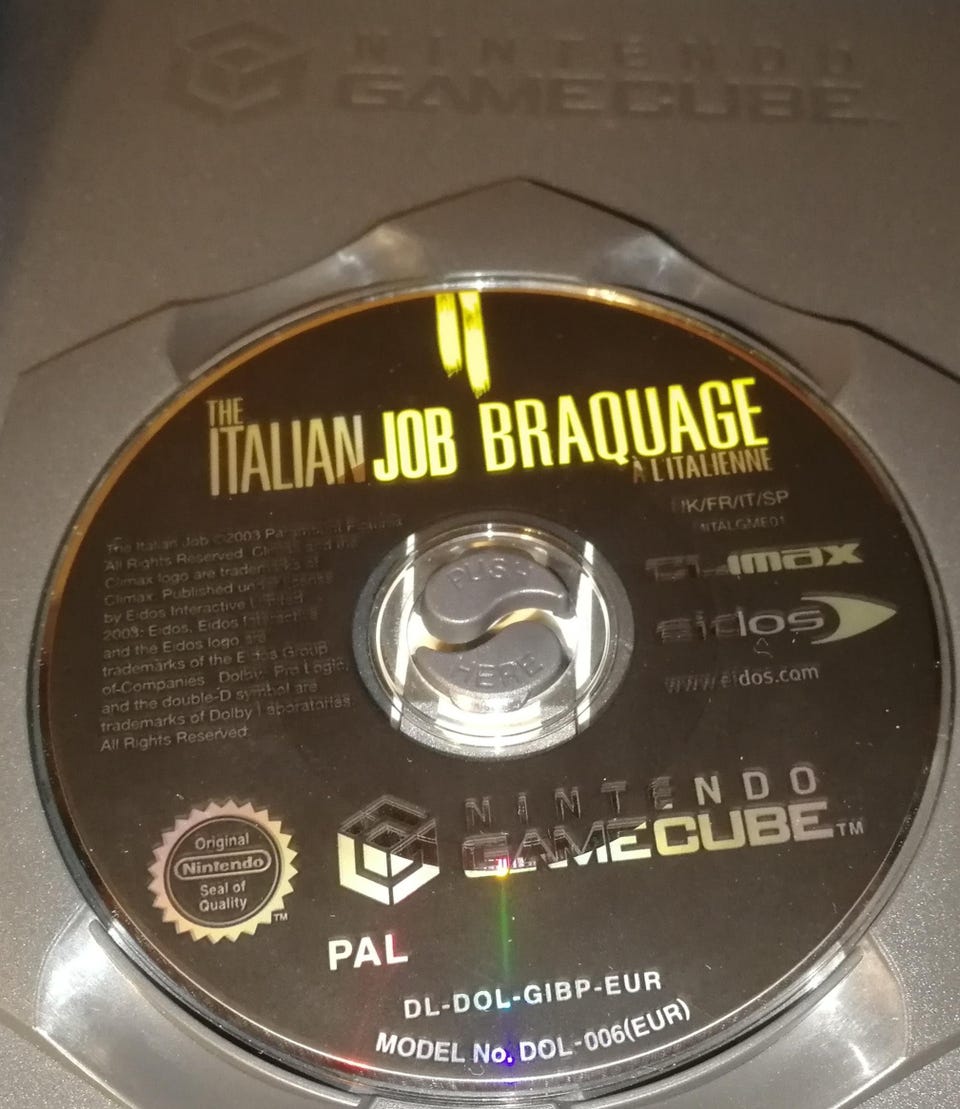 NINTENDO
GAMECUBE™
THE
ITALIAN JOB BRAQUAGE
À L'ITALIENNE
UK/FR/IT/SP
ITALGME01
The Italian Job ©2003 Paramount Pictures
All Rights Reserved. Climax and the
Climax logo are trademarks of
Climax. Published under license
by Eidos Interactive Limited
2003. Eidos, Eidos Interactive
and the Eidos logo are
trademarks of the Eidos Group
of-Companies. Dolby, Pro Logic,
and the double-D symbol are
trademarks of Dolby Laboratories.
All Rights Reserved.
PUSH
HERE
CLIMAX
eidos
www.eidos.com
NINTENDO
GAMECUBE™
Original
Nintendo
Seal of
Quality
TM
PAL
DL-DOL-GIBP-EUR
MODEL No. DOL-006(EUR)